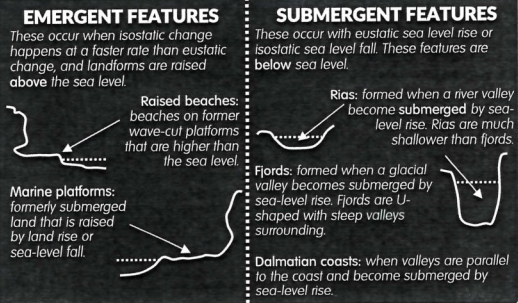 EMERGENT FEATURES
These occur when isostatic change
happens at a faster rate than eustatic
change, and landforms are raised
above the sea level.
Raised beaches:
beaches on former
wave-cut platforms
that are higher than
the sea level.
Marine platforms:
formerly submerged
land that is raised
by land rise or
sea-level fall.
SUBMERGENT FEATURES
These occur with eustatic sea level rise or
isostatic sea level fall. These features are
below sea level.
Rias: formed when a river valley
become submerged by sea-
level rise. Rias are much
shallower than fjords.
Fjords: formed when a glacial
valley becomes submerged by
sea-level rise. Fjords are U-
shaped with steep valleys
surrounding.
Dalmatian coasts: when valleys are parallel
to the coast and become submerged by
sea-level rise.